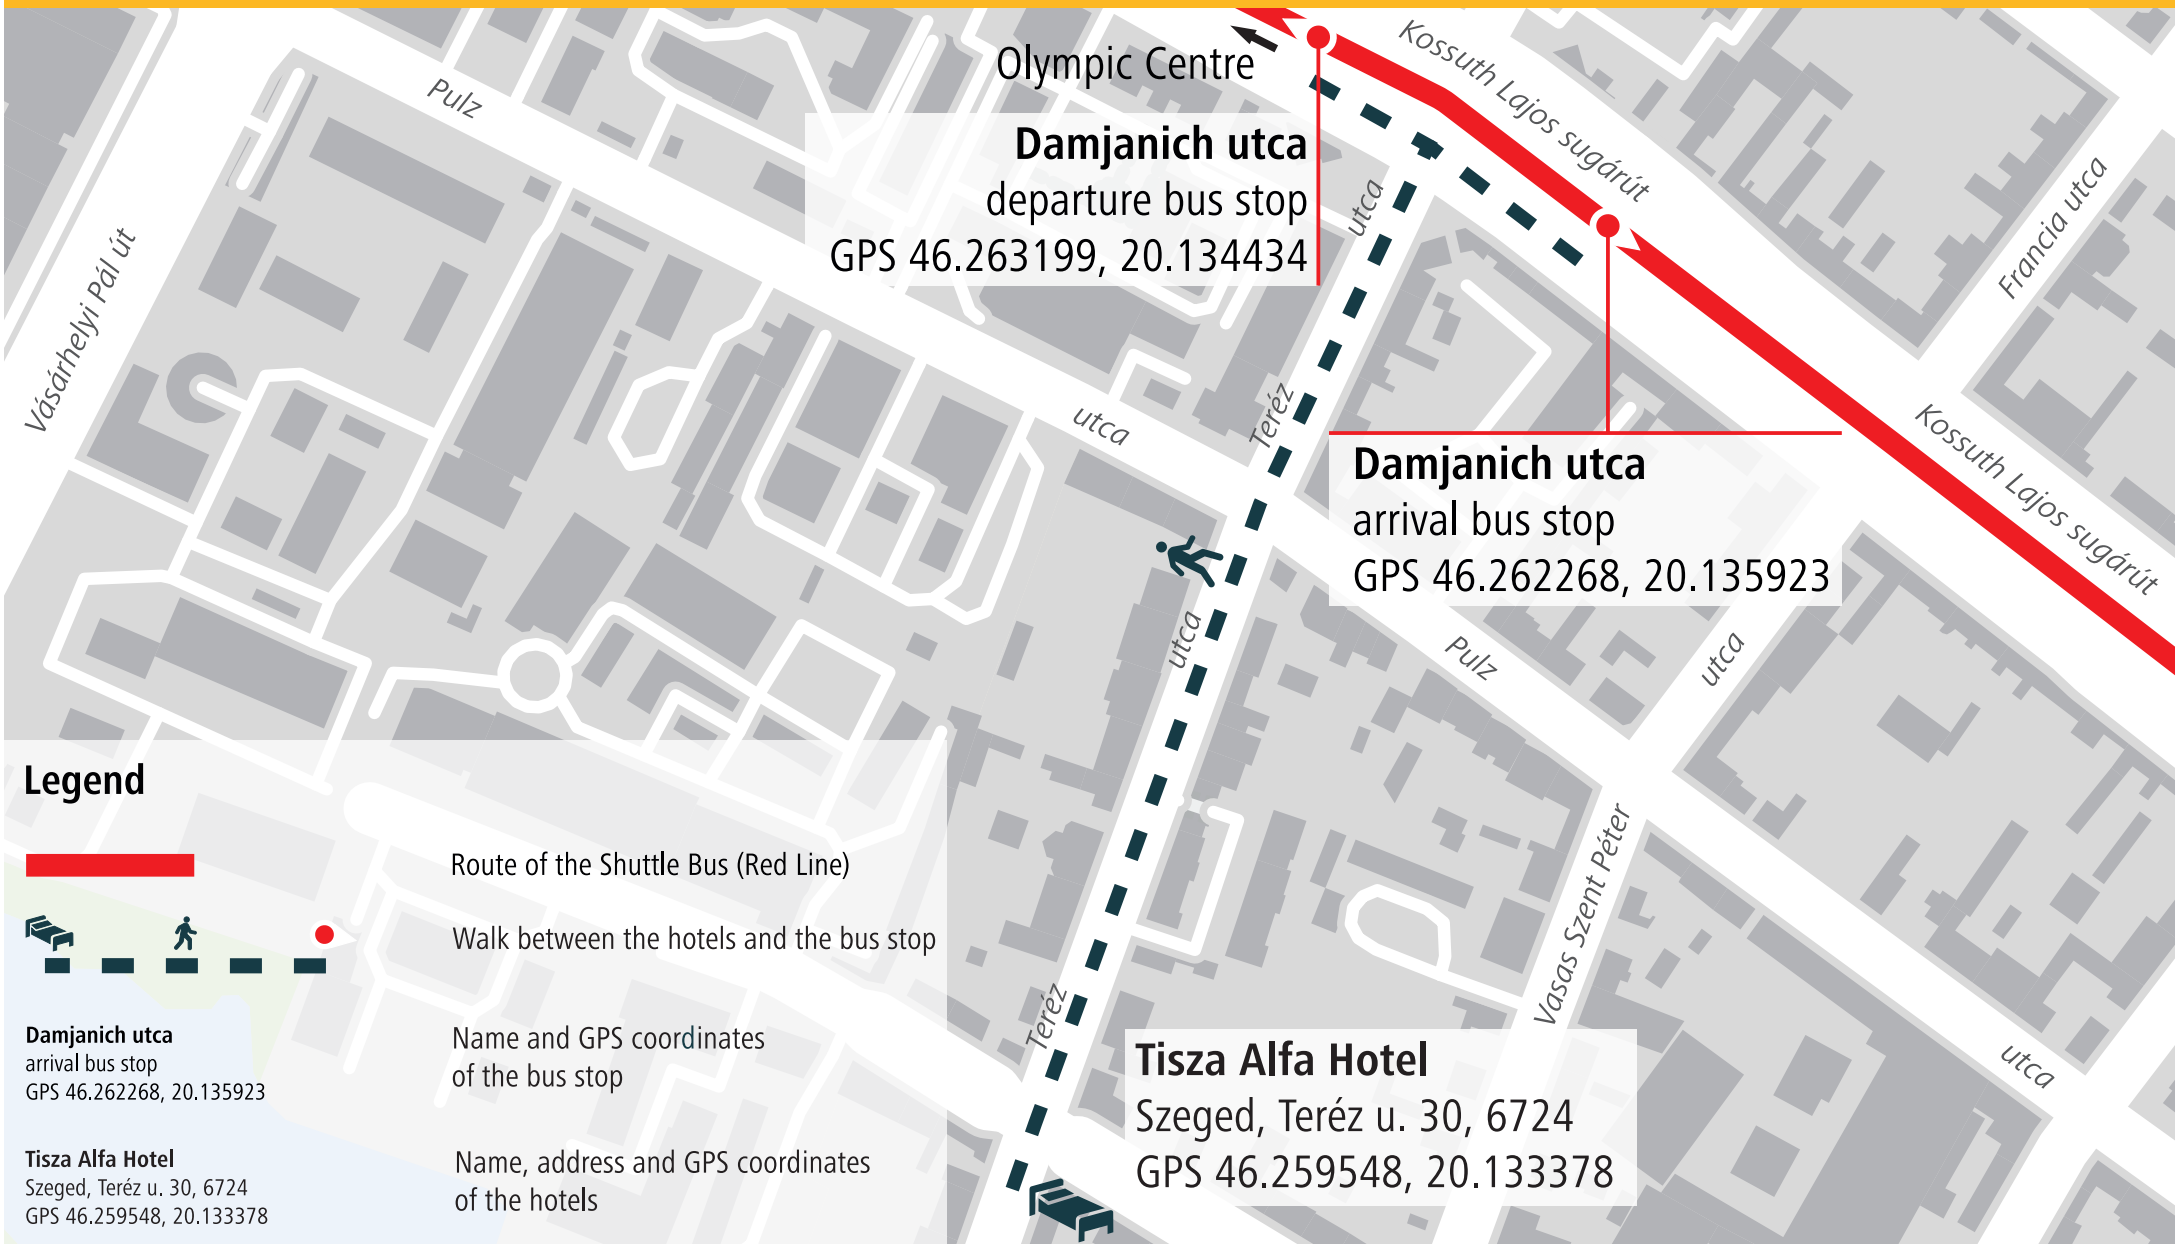 Olympic Centre
Kossuth Lajos sugárút
Pulz
Damjanich utca
departure bus stop
GPS 46.263199, 20.134434
utca
Francia utca
Vásárhelyi Pál út
Teréz
utca
Kossuth Lajos sugárút
Damjanich utca
arrival bus stop
GPS 46.262268, 20.135923
utca
Pulz
utca
Vasas Szent Péter
Teréz
utca
Tisza Alfa Hotel
Szeged, Teréz u. 30, 6724
GPS 46.259548, 20.133378
Legend
Route of the Shuttle Bus (Red Line)
Walk between the hotels and the bus stop
Damjanich utca
arrival bus stop
GPS 46.262268, 20.135923
Name and GPS coordinates
of the bus stop
Tisza Alfa Hotel
Szeged, Teréz u. 30, 6724
GPS 46.259548, 20.133378
Name, address and GPS coordinates
of the hotels